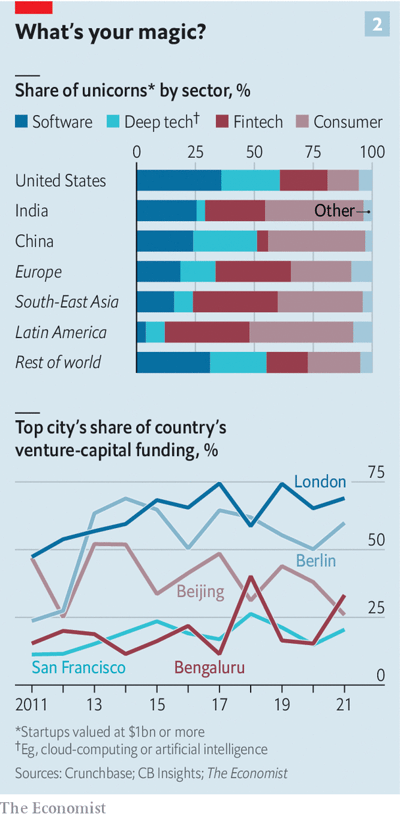 What's your magic?
2
Share of unicorns* by sector, %
Software Deep tech† Fintech Consumer
0 25 50 75 100
United States
India
Other
China
Europe
South-East Asia
Latin America
Rest of world
Top city's share of country's
venture-capital funding, %
75
London
50
Berlin
Beijing
25
San Francisco
Bengaluru
0
2011 13 15 17 19 21
*Startups valued at $1bn or more
†Eg, cloud-computing or artificial intelligence
Sources: Crunchbase; CB Insights; The Economist
The Economist